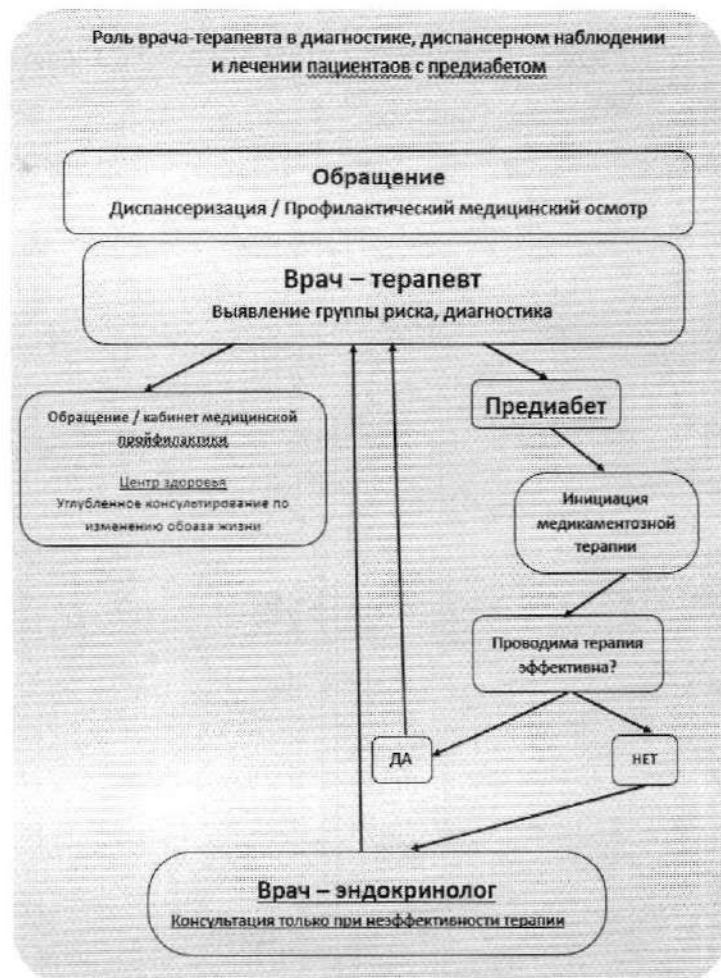 Роль врача-терапевта в диагностике, диспансерном наблюдении
и лечении пациентаов с предиабетом
Обращение
Диспансеризация / Профилактический медицинский осмотр
Врач – терапевт
Выявление группы риска, диагностика
Обращение / кабинет медицинской
пройфилактики
Центр здоровья
Углубленное консультирование по
изменению образа жизни
Предиабет
Инициация
медикаментозной
терапии
Проводима терапия
эффективна?
ДА
НЕТ
Врач – эндокринолог
Консультация только при неэффективности терапии